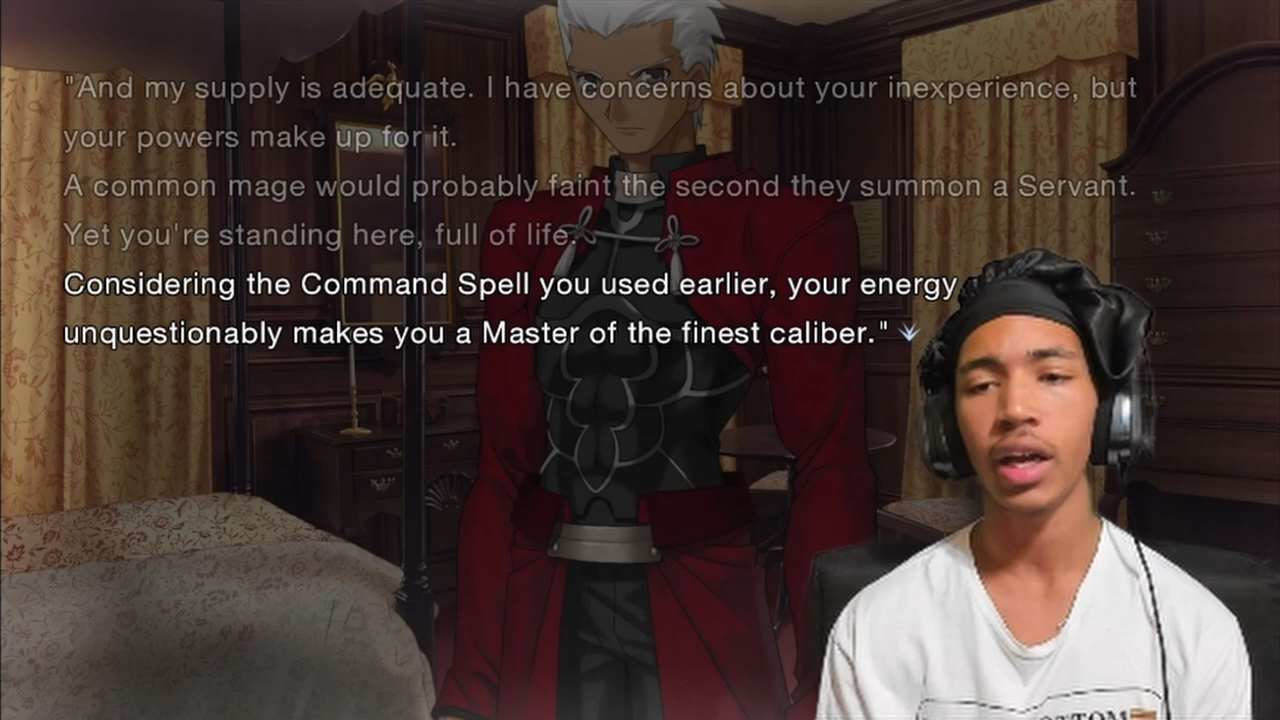 "And my supply is adequate. I have concerns about your inexperience, but
your powers make up for it.
A common mage would probably faint the second they summon a Servant.
Yet you're standing here, full of life.
Considering the Command Spell you used earlier, your energy
unquestionably makes you a Master of the finest caliber."